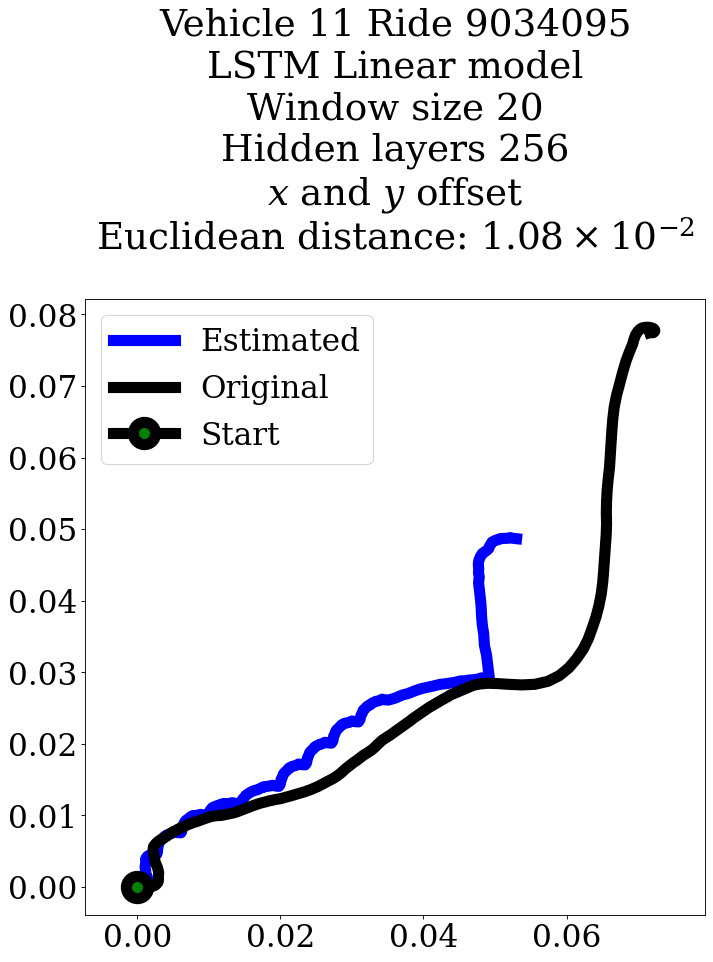 Vehicle 11 Ride 9034095
LSTM Linear model
Window size 20
Hidden layers 256
x and y offset
Euclidean distance: 1.08 × 10⁻²
0.08
0.07
0.06
0.05
0.04
0.03
0.02
0.01
0.00
Estimated
Original
Start
0.00 0.02 0.04 0.06